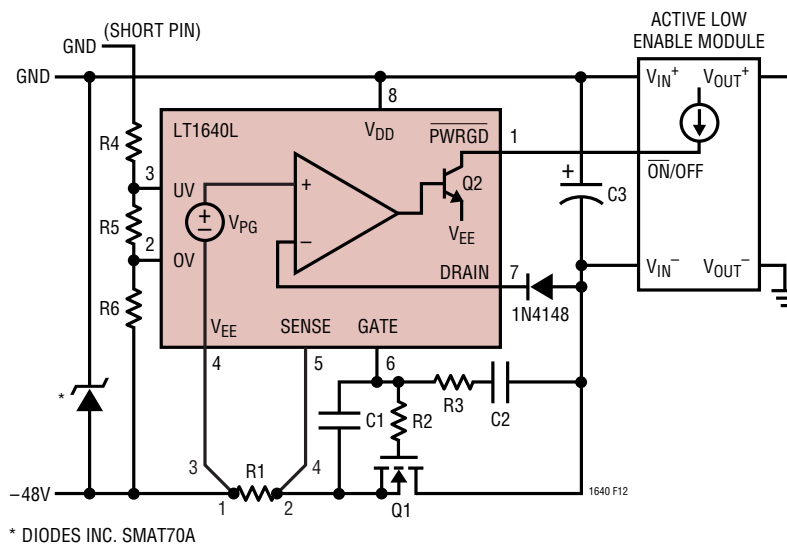 ACTIVE LOW
ENABLE MODULE
(SHORT PIN)
GND
GND
VIN+
VOUT+
8
LT1640L
VDD
PWRGD
1
R4
3
UV
Q2
ON/OFF
+
C3
+
R5
+
−
VPG
2
OV
−
VEE
R6
DRAIN
7
VIN−
VOUT−
1N4148
VEE
SENSE
GATE
4
5
6
*
C1
R2
R3
C2
3
R1
4
−48V
1
2
Q1
1640 F12
* DIODES INC. SMAT70A